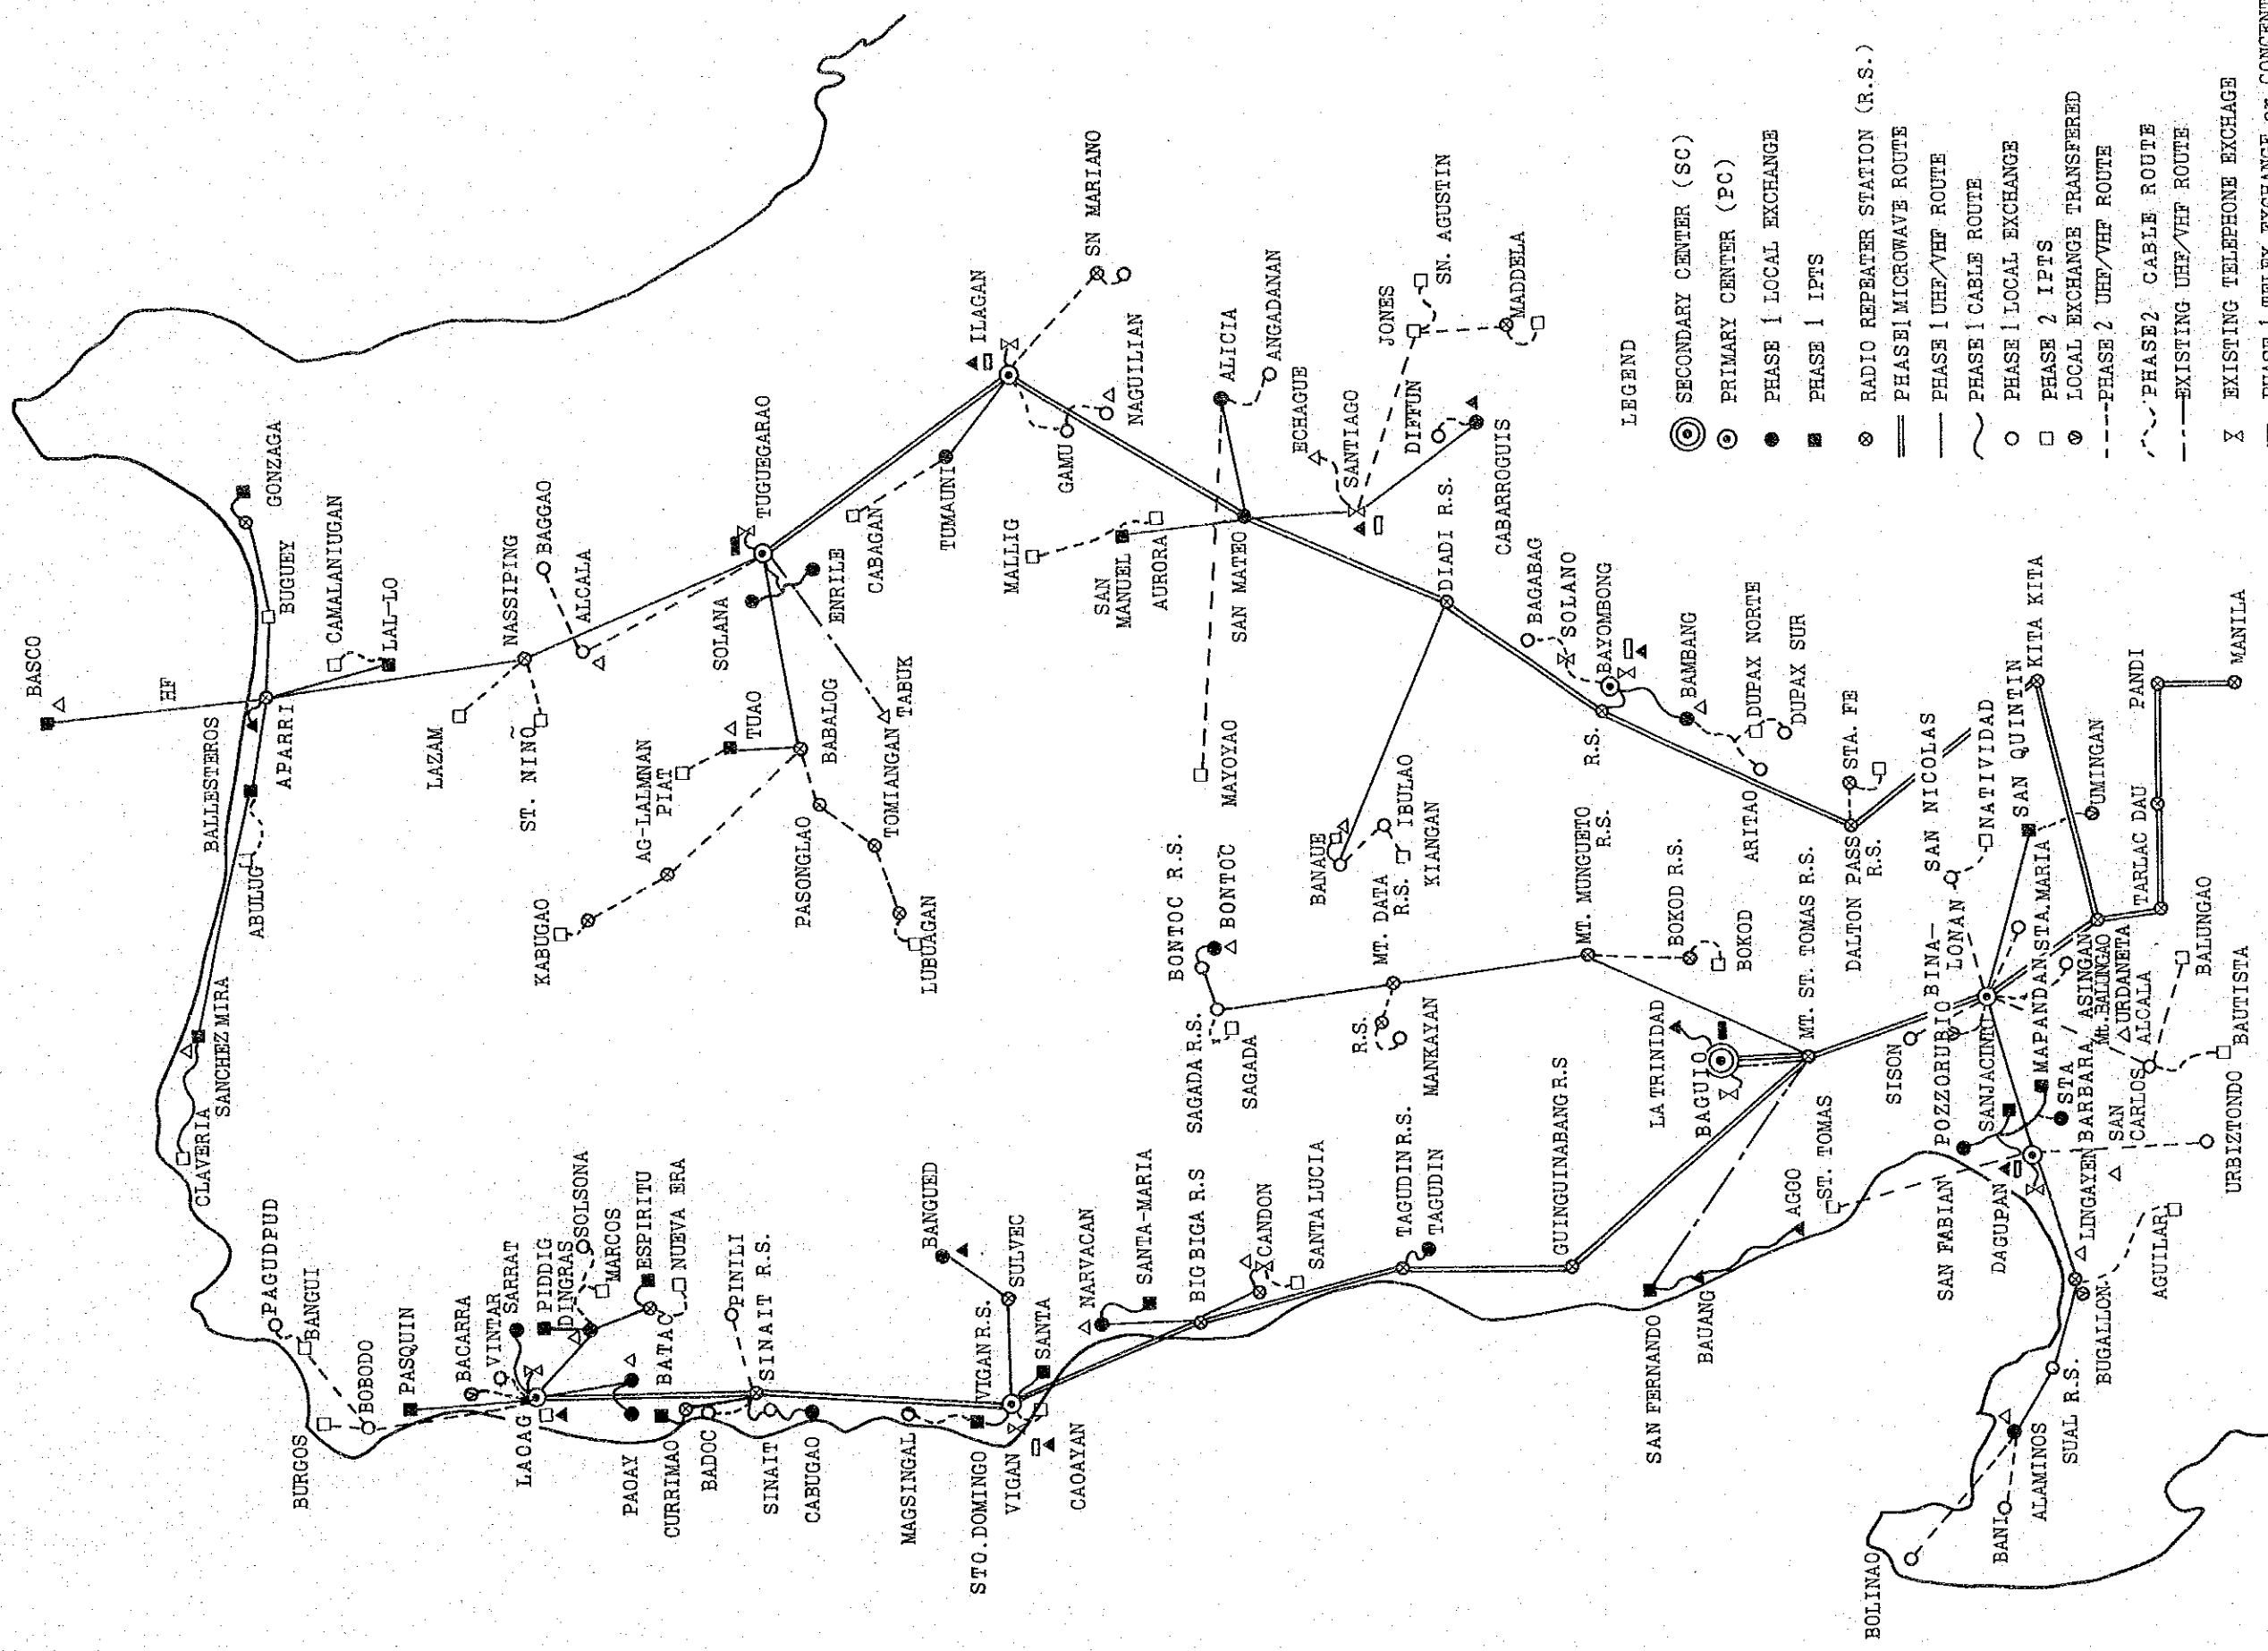 BASCO
HF
BALLESTEROS
APARRI
ABULUG
SANCHEZ MIRA
CLAVERIA
GONZAGA
BUGUEY
CAMALANIUGAN
LAL-LO
NASSIPING
BAGGAO
ALCALA
LAZAM
ST. NIÑO
TUGUEGARAO
SOLANA
ENRILE
TUAO
AG-LALMNAN
PIAT
BABALOG
TABUK
TOMIANGAN
PASONGLAO
KABUGAO
LUBUAGAN
CABAGAN
TUMAUNI
ILAGAN
SN MARIANO
GAMU
NAGUILIAN
MALLIG
SAN
MANUEL
AURORA
SAN MATEO
ALICIA
ANGADANAN
MAYOYAO
ECHAGUE
SANTIAGO
JONES
SN. AGUSTIN
MADDELA
DIFFUN
CABARROGUIS
DIADI R.S.
BANAUE
IBULAO
KIANGAN
BAGABAG
SOLANO
BAYOMBONG
R.S.
BAMBANG
DUPAX NORTE
DUPAX SUR
ARITAO
STA. FE
DALTON PASS
R.S.
KITA KITA
PAGUDPUD
BANGUI
BURGOS
BOBODO
PASQUIN
BACARRA
VINTAR
SARRAT
LAOAG
PIDDIG
DINGRAS
SOLSONA
MARCOS
ESPIRITU
NUEVA ERA
BATAC
PAOAY
CURRIMAO
BADOC
PINILI
SINAIT R.S.
SINAIT
CABUGAO
MAGSINGAL
STO.DOMINGO
VIGAN R.S.
VIGAN
SANTA
CAOAYAN
BANGUED
SULVEC
NARVACAN
SANTA-MARIA
BIGBIGA R.S
CANDON
SANTA LUCIA
TAGUDIN R.S.
TAGUDIN
GUINGUINABANG R.S
BONTOC R.S.
BONTOC
SAGADA R.S.
SAGADA
MT. DATA
R.S.
R.S.
MANKAYAN
MT. MUNGUETO
R.S.
BOKOD R.S.
BOKOD
LA TRINIDAD
BAGUIO
MT. ST. TOMAS R.S.
SAN FERNANDO
BAUANG
AGGO
ST. TOMAS
SISON
POZZORUBIO
BINA-
LONAN
SAN NICOLAS
NATIVIDAD
SAN QUINTIN
UMINGAN
STA.MARIA
ASINGAN
Mt.BALUNGAO
URDANETA
SANJACINTO
MAPANDAN
STA
BARBARA
SAN
CARLOS
ALCALA
BALUNGAO
BAUTISTA
URBIZTONDO
SAN FABIAN
DAGUPAN
LINGAYEN
AGUILAR
BUGALLON
SUAL R.S.
ALAMINOS
BANI
BOLINAO
TARLAC
DAU
PANDI
MANILA
LEGEND
SECONDARY CENTER (SC)
PRIMARY CENTER (PC)
PHASE 1 LOCAL EXCHANGE
PHASE 1 IPTS
RADIO REPEATER STATION (R.S.)
PHASE1 MICROWAVE ROUTE
PHASE 1 UHF/VHF ROUTE
PHASE 1 CABLE ROUTE
PHASE 1 LOCAL EXCHANGE
PHASE 2 IPTS
LOCAL EXCHANGE TRANSFERED
PHASE 2 UHF/VHF ROUTE
PHASE2 CABLE ROUTE
EXISTING UHF/VHF ROUTE
EXISTING TELEPHONE EXCHAGE
PHASE 1 TELEX EXCHANGE or